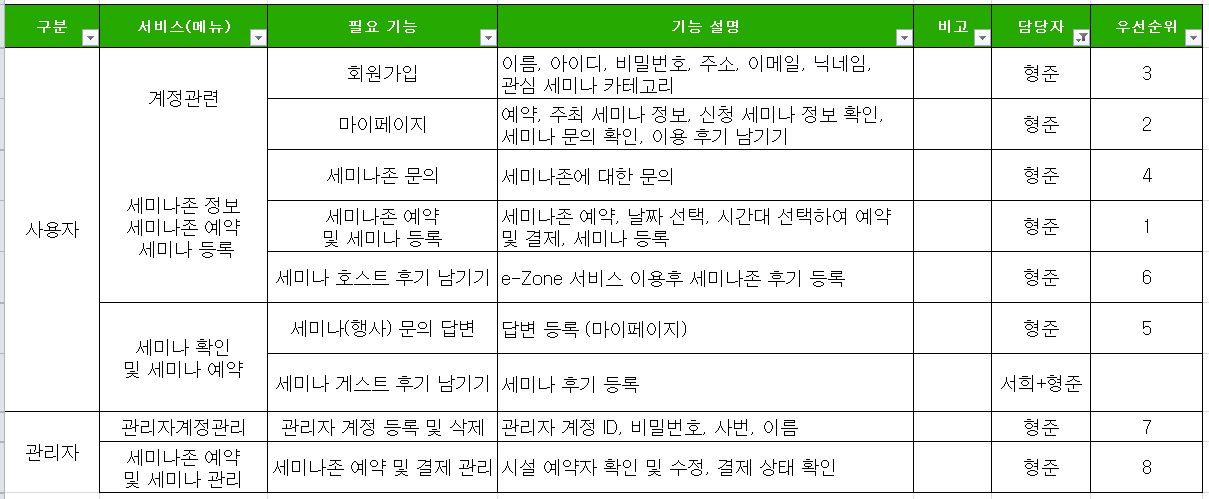 구분 서비스(메뉴) 필요 기능 기능 설명 비고 담당자 우선순위
사용자
계정관련
회원가입
이름, 아이디, 비밀번호, 주소, 이메일, 닉네임,
관심 세미나 카테고리
형준 3
마이페이지
예약, 주최 세미나 정보, 신청 세미나 정보 확인,
세미나 문의 확인, 이용 후기 남기기
형준 2
세미나존 정보
세미나존 예약
세미나 등록
세미나존 문의 세미나존에 대한 문의 형준 4
세미나존 예약
및 세미나 등록
세미나존 예약, 날짜 선택, 시간대 선택하여 예약
및 결제, 세미나 등록
형준 1
세미나 호스트 후기 남기기 e-Zone 서비스 이용후 세미나존 후기 등록 형준 6
세미나 확인
및 세미나 예약
세미나(행사) 문의 답변 답변 등록 (마이페이지) 형준 5
세미나 게스트 후기 남기기 세미나 후기 등록 서희+형준
관리자
관리자계정관리 관리자 계정 등록 및 삭제 관리자 계정 ID, 비밀번호, 사번, 이름 형준 7
세미나존 예약
및 세미나 관리
세미나존 예약 및 결제 관리 시설 예약자 확인 및 수정, 결제 상태 확인 형준 8